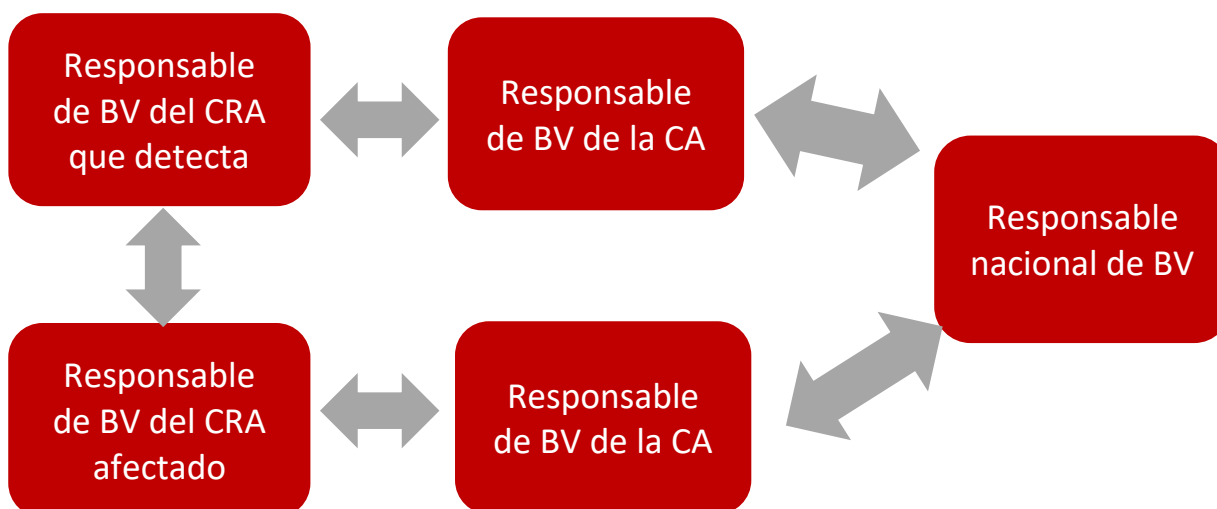 Responsable
de BV del CRA
que detecta
Responsable
de BV de la CA
Responsable
nacional de BV
Responsable
de BV del CRA
afectado
Responsable
de BV de la CA